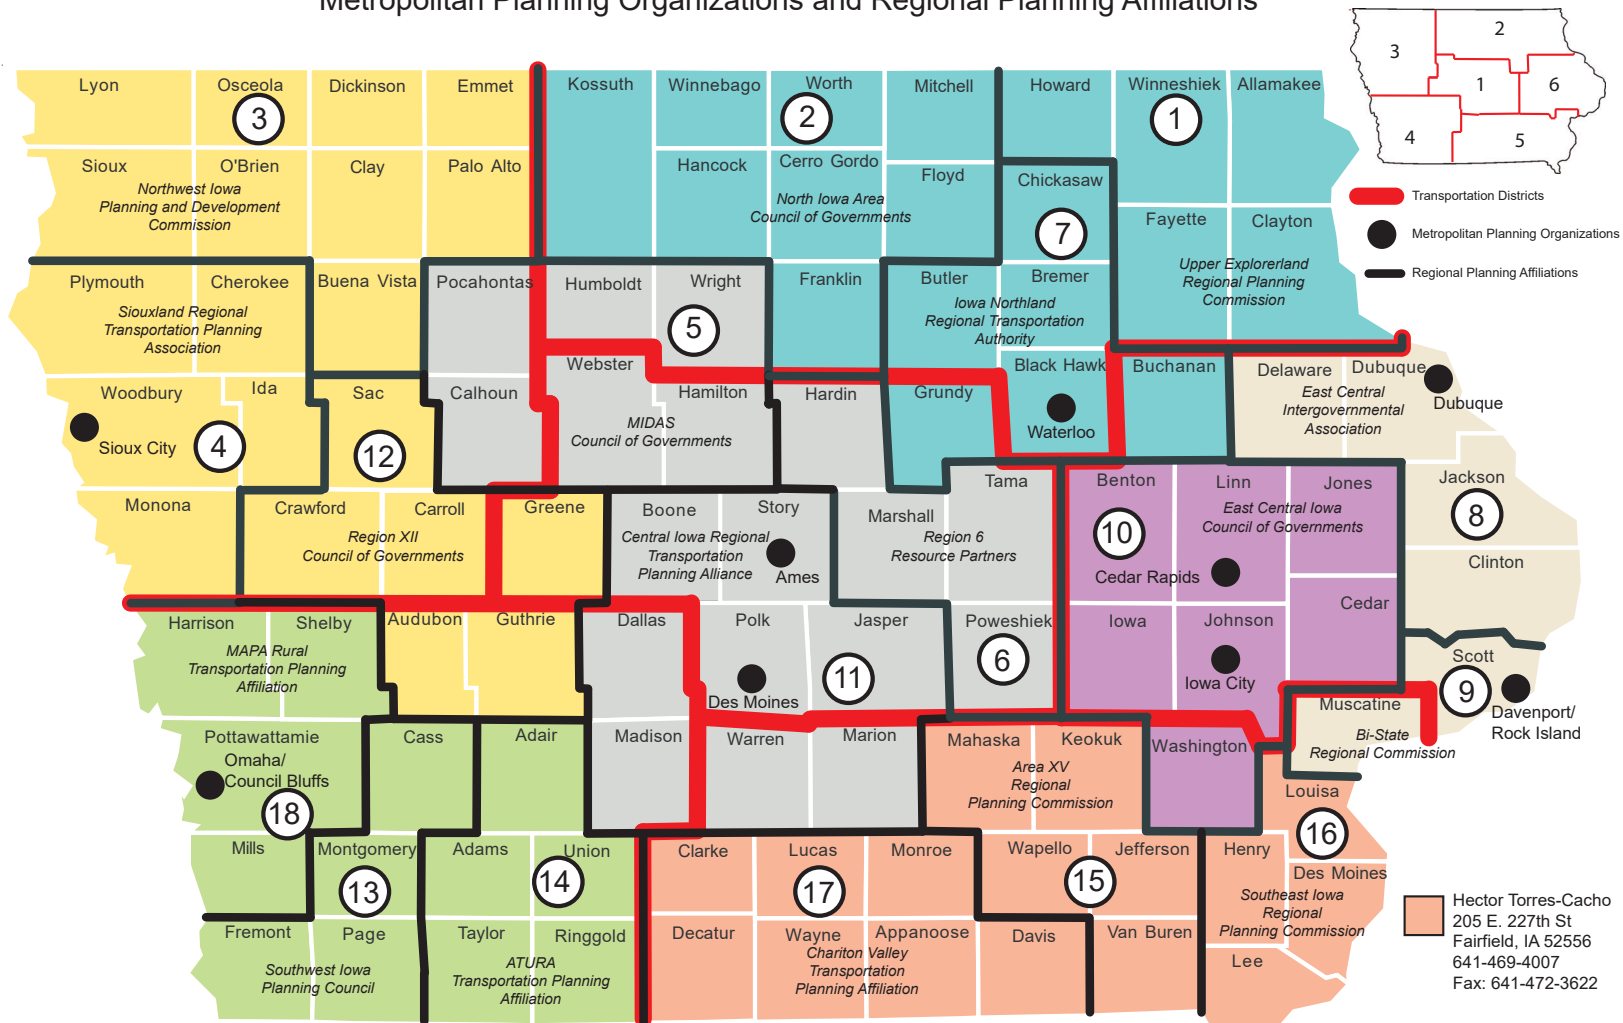 Metropolitan Planning Organizations and Regional Planning Affiliations
2
3
1
6
4
5
Transportation Districts
Metropolitan Planning Organizations
Regional Planning Affiliations
Lyon
Osceola
Dickinson
Emmet
Kossuth
Winnebago
Worth
Mitchell
Howard
Winneshiek
Allamakee
3
2
1
Sioux
O'Brien
Clay
Palo Alto
Hancock
Cerro Gordo
Floyd
Chickasaw
Northwest Iowa
Planning and Development
Commission
North Iowa Area
Council of Governments
7
Fayette
Clayton
Upper Explorerland
Regional Planning
Commission
Plymouth
Cherokee
Buena Vista
Pocahontas
Humboldt
Wright
Franklin
Butler
Bremer
Siouxland Regional
Transportation Planning
Association
5
Iowa Northland
Regional Transportation
Authority
Woodbury
Ida
Sac
Calhoun
Webster
Hamilton
Hardin
Grundy
Black Hawk
Buchanan
Delaware
Dubuque
Sioux City
4
12
MIDAS
Council of Governments
Waterloo
East Central
Intergovernmental
Association
Dubuque
Monona
Crawford
Carroll
Greene
Boone
Story
Marshall
Tama
Benton
Linn
Jones
Jackson
8
Region XII
Council of Governments
Central Iowa Regional
Transportation
Planning Alliance
Ames
Region 6
Resource Partners
10
East Central Iowa
Council of Governments
Cedar Rapids
Clinton
Harrison
Shelby
Audubon
Guthrie
Dallas
Polk
Jasper
Poweshiek
Iowa
Johnson
Cedar
MAPA Rural
Transportation Planning
Affiliation
Des Moines
11
6
Iowa City
Scott
9
Davenport/
Rock Island
Muscatine
Bi-State
Regional Commission
Pottawattamie
Omaha/
Council Bluffs
18
Cass
Adair
Madison
Warren
Marion
Mahaska
Keokuk
Washington
Area XV
Regional
Planning Commission
Louisa
16
Mills
Montgomery
Adams
Union
Clarke
Lucas
Monroe
Wapello
Jefferson
Henry
Des Moines
13
14
17
15
Southeast Iowa
Regional
Planning Commission
Fremont
Page
Taylor
Ringgold
Decatur
Wayne
Appanoose
Davis
Van Buren
Lee
Southwest Iowa
Planning Council
ATURA
Transportation Planning
Affiliation
Chariton Valley
Transportation
Planning Affiliation
Hector Torres-Cacho
205 E. 227th St
Fairfield, IA 52556
641-469-4007
Fax: 641-472-3622